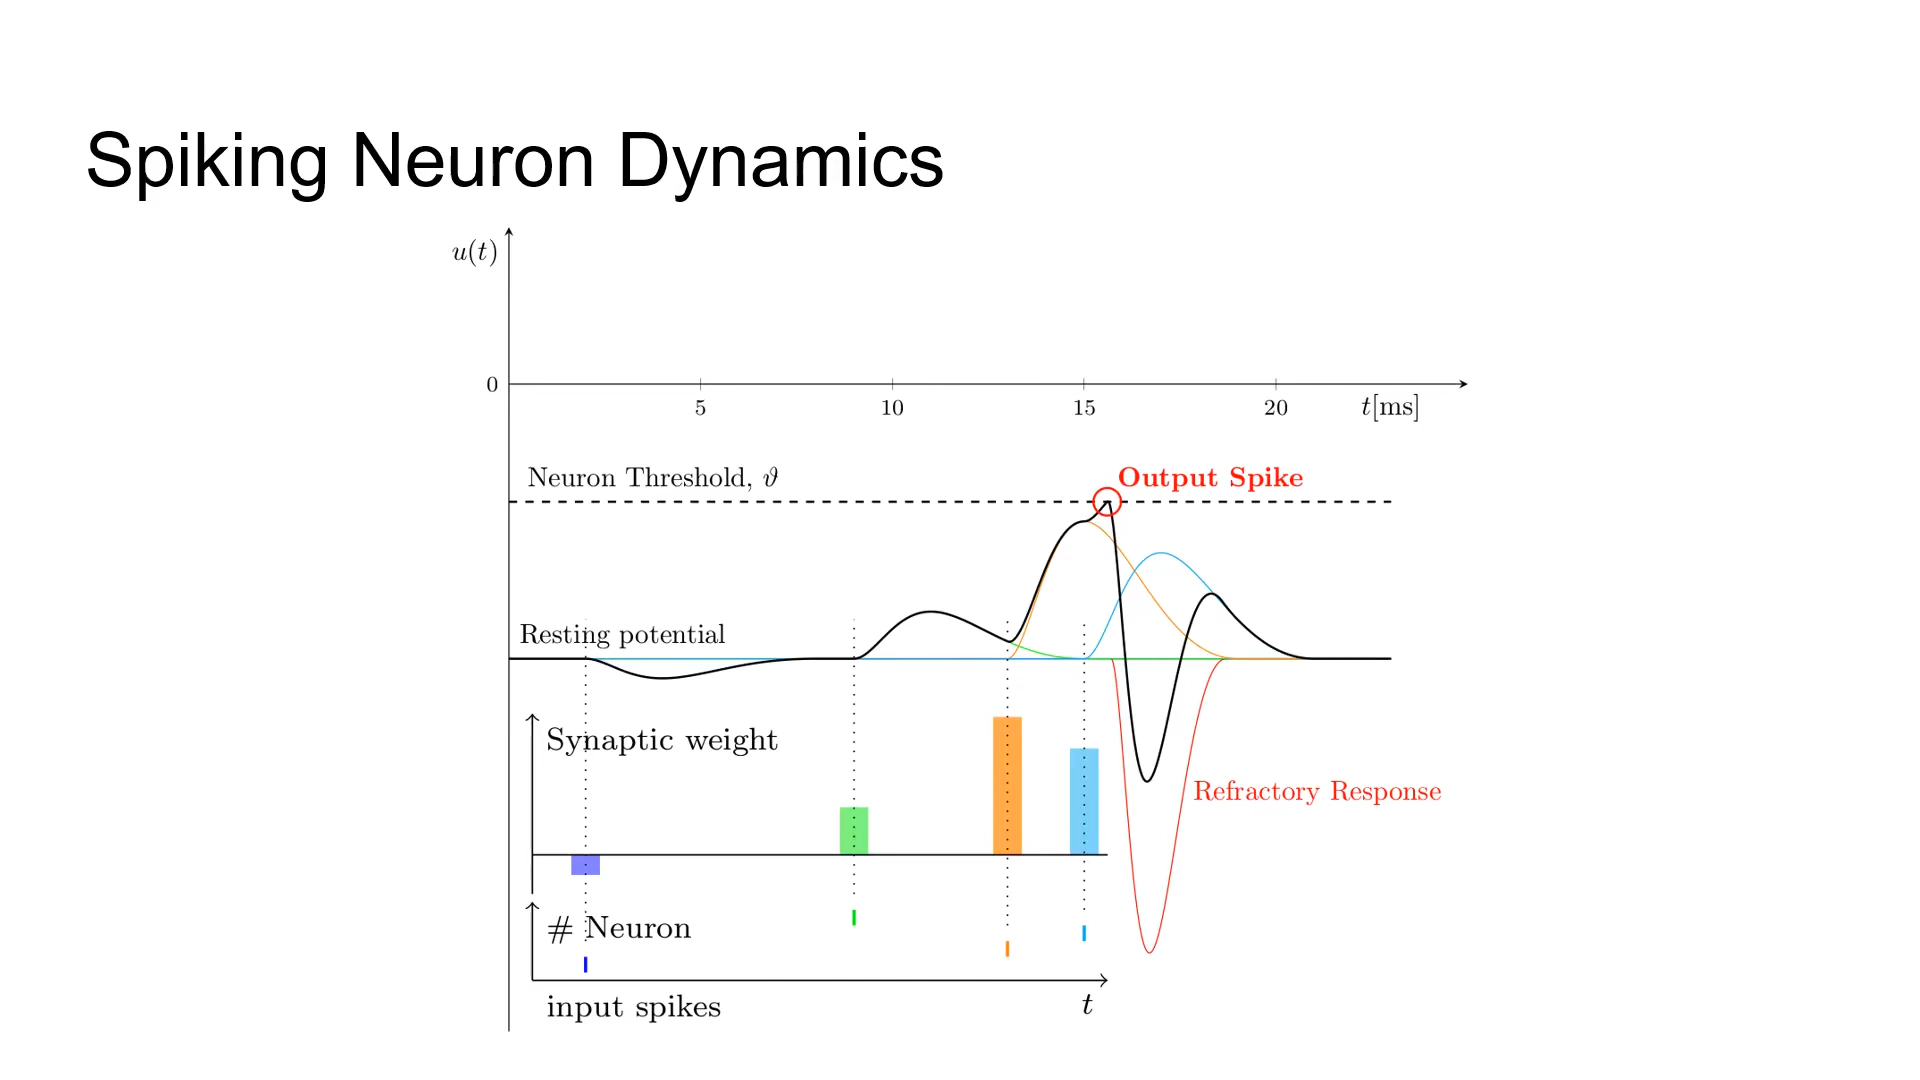 Spiking Neuron Dynamics
u(t)
0
5 10 15 20 t[ms]
Neuron Threshold, ϑ
Output Spike
Resting potential
Synaptic weight
Refractory Response
# Neuron
input spikes
t